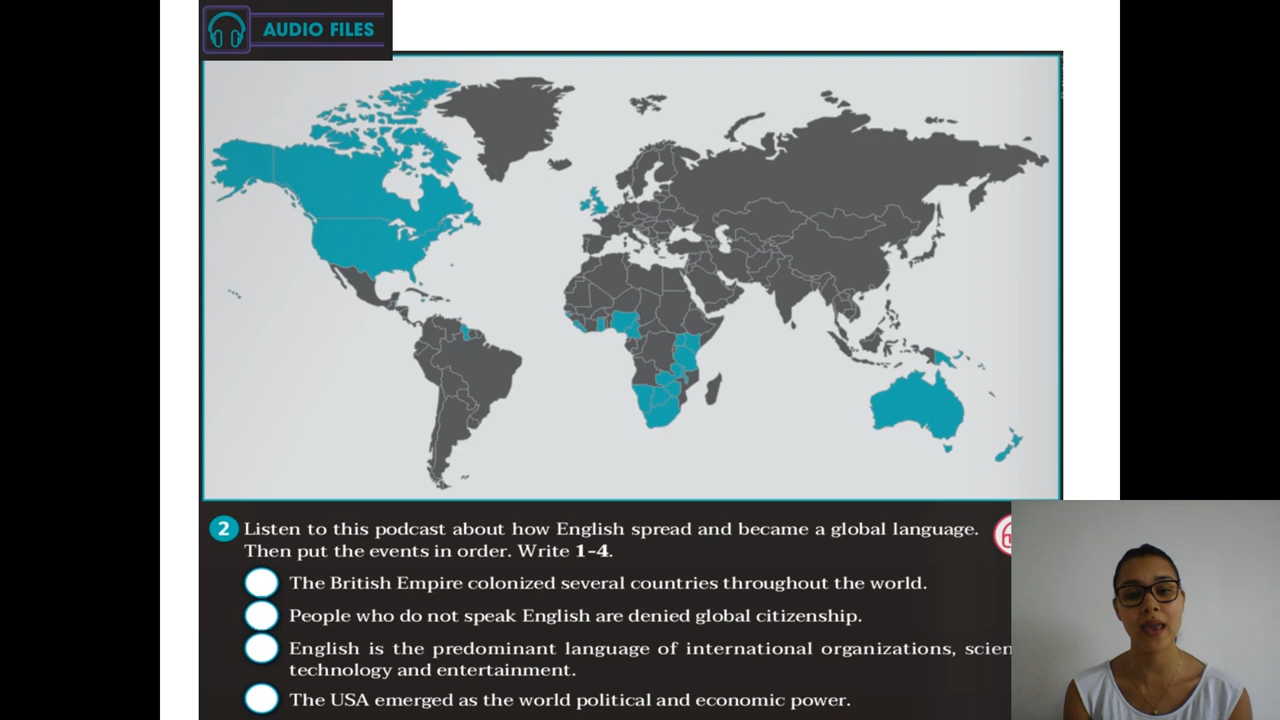 AUDIO FILES
2 Listen to this podcast about how English spread and became a global language.
Then put the events in order. Write 1-4.
The British Empire colonized several countries throughout the world.
People who do not speak English are denied global citizenship.
English is the predominant language of international organizations,
technology and entertainment.
The USA emerged as the world political and economic power.